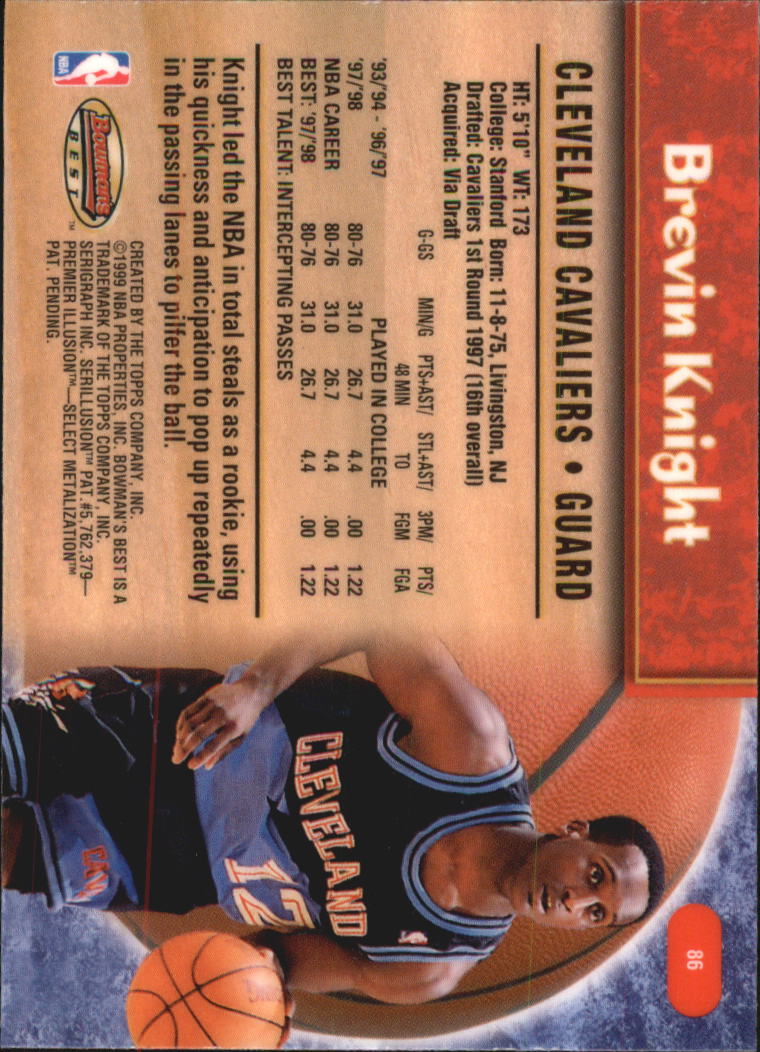 Brevin Knight
86
CLEVELAND CAVALIERS • GUARD
HT: 5'10" WT: 173
College: Stanford Born: 11-8-75, Livingston, NJ
Drafted: Cavaliers 1st Round 1997 (16th overall)
Acquired: Via Draft
G-GS MIN/G PTS+AST/ STL+AST/ 3PM/ PTS/
48 MIN TO FGM FGA
'93/'94 - '96/'97 PLAYED IN COLLEGE
'97/'98 80-76 31.0 26.7 4.4 .00 1.22
NBA CAREER 80-76 31.0 26.7 4.4 .00 1.22
BEST: '97/'98 80-76 31.0 26.7 4.4 .00 1.22
BEST TALENT: INTERCEPTING PASSES
Knight led the NBA in total steals as a rookie, using
his quickness and anticipation to pop up repeatedly
in the passing lanes to pilfer the ball.
NBA
Bowman's
BEST™
CREATED BY THE TOPPS COMPANY, INC.
©1999 NBA PROPERTIES, INC. BOWMAN'S BEST IS A
TRADEMARK OF THE TOPPS COMPANY, INC.
SERIGRAPH INC. SERILLUSION™ PAT. #5,762,379—
PREMIER ILLUSION™—SELECT METALIZATION™
PAT. PENDING.
CLEVELAND
12
CAV